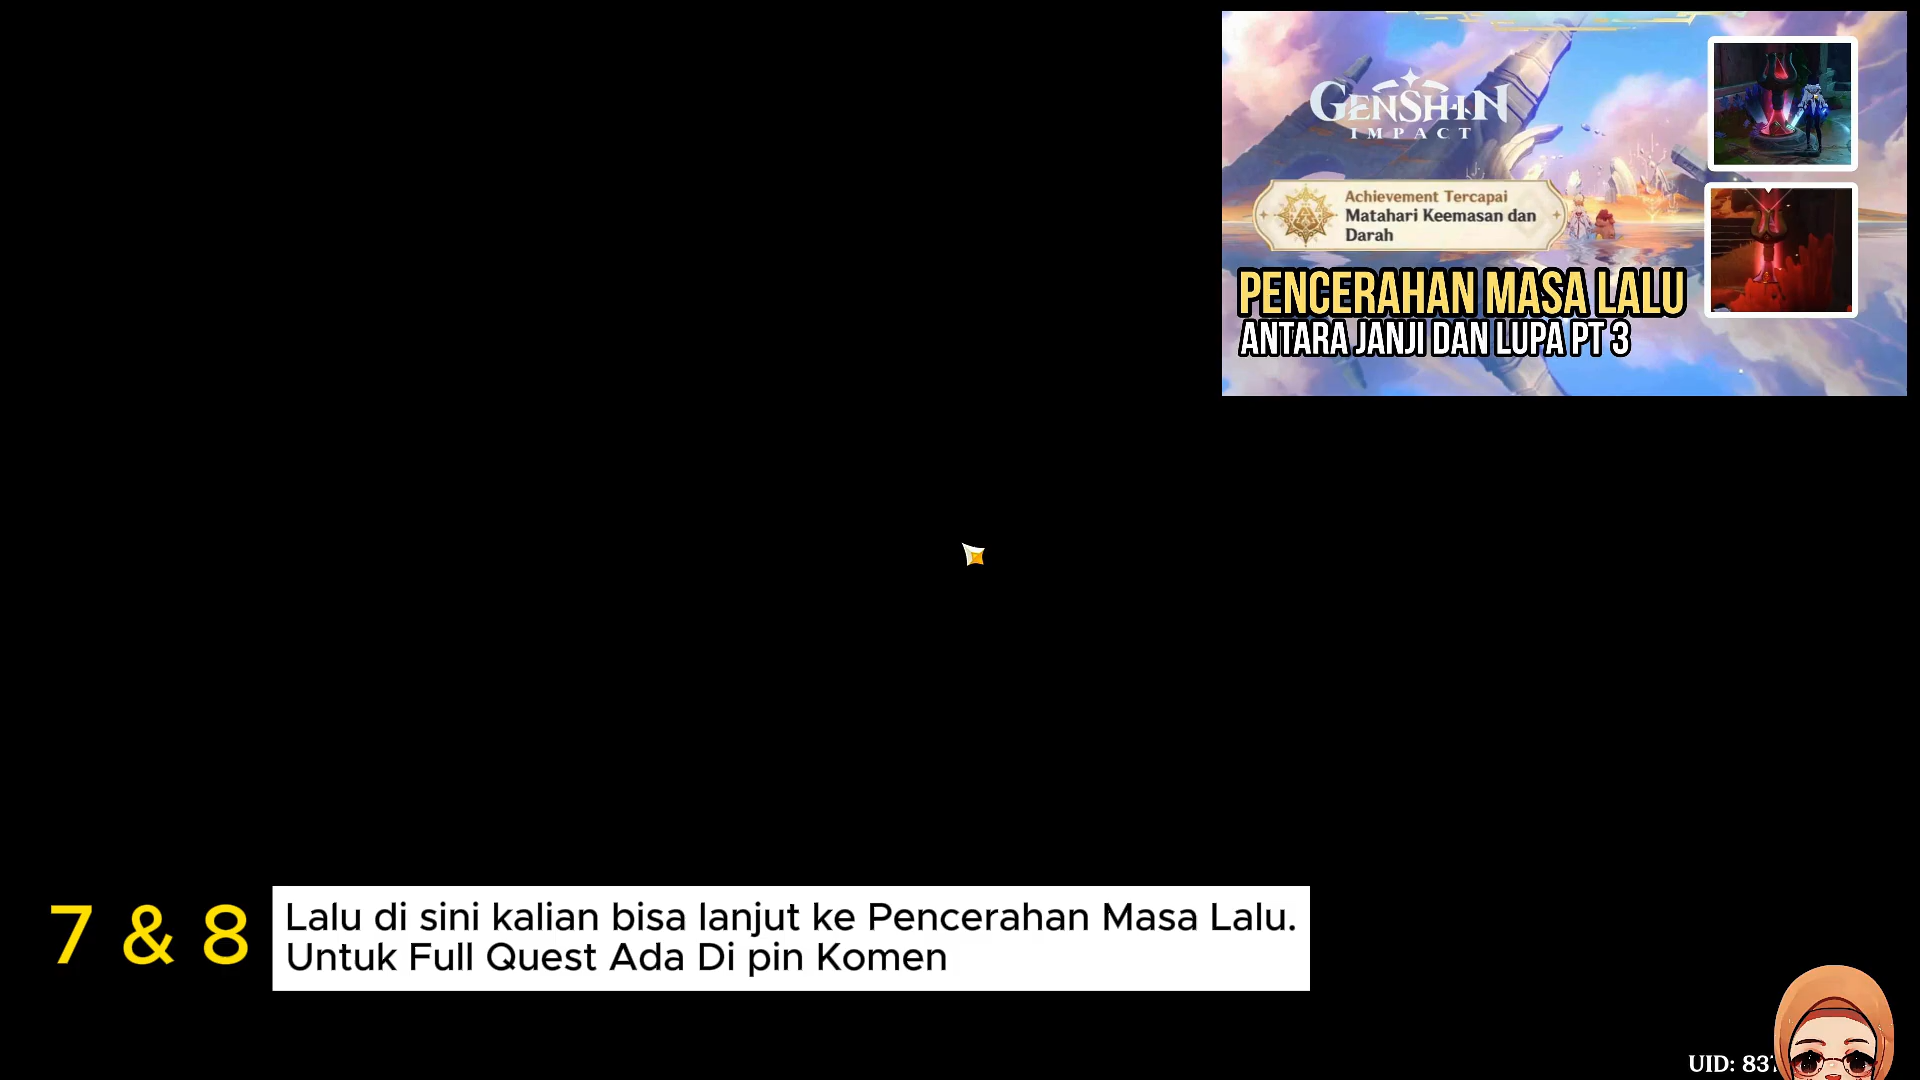 GENSHIN
IMPACT
Achievement Tercapai
Matahari Keemasan dan
Darah
PENCERAHAN MASA LALU
ANTARA JANJI DAN LUPA PT 3
7 & 8
Lalu di sini kalian bisa lanjut ke Pencerahan Masa Lalu.
Untuk Full Quest Ada Di pin Komen
UID: 837